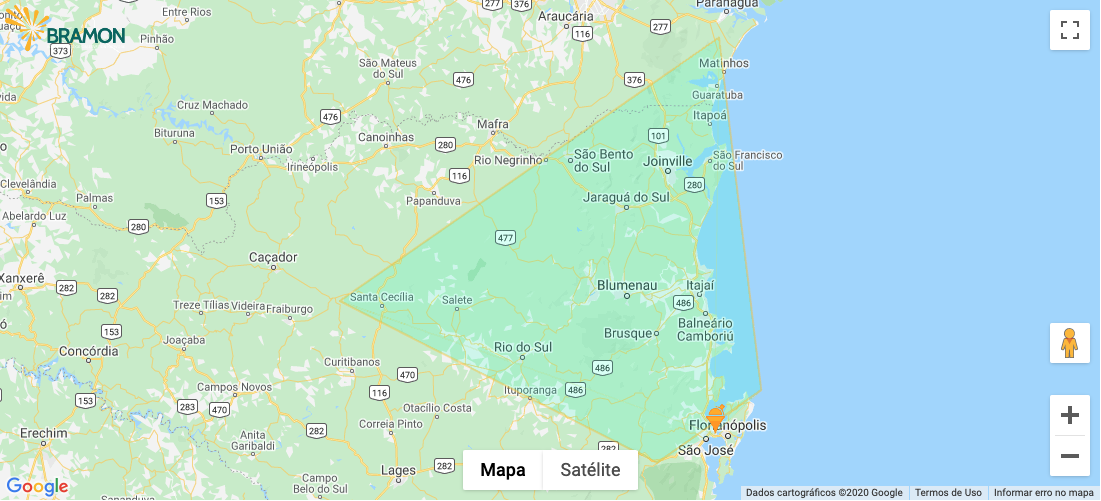 Entre Rios
Araucária
Paranaguá
277
BRAMON
Pinhão
116
277
373
São Mateus
do Sul
476
376
Matinhos
Guaratuba
Cruz Machado
476
Itapoá
Mafra
101
Bituruna
Canoinhas
280
Porto União
Rio Negrinho
São Bento
do Sul
Joinville
São Francisco
do Sul
Irineópolis
116
Clevelândia
280
Palmas
153
Papanduva
Jaraguá do Sul
Abelardo Luz
280
477
Caçador
Xanxerê
282
282
Santa Cecília
Salete
Blumenau
Itajaí
486
Treze Tílias
Videira
Fraiburgo
153
Brusque
Balneário
Camboriú
Joaçaba
Concórdia
Rio do Sul
Curitibanos
470
486
Campos Novos
Ituporanga
486
153
283
470
116
Otacílio Costa
Correia Pinto
Florianópolis
Erechim
Anita
Garibaldi
282
282
São José
Lages
282
Mapa
Satélite
Campo
Belo do Sul
Sananduva
Google
Dados cartográficos ©2020 Google
Termos de Uso
Informar erro no mapa